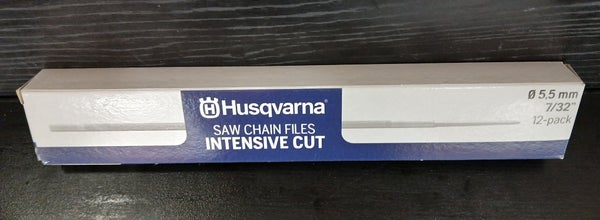 Husqvarna
SAW CHAIN FILES
INTENSIVE CUT
Ø 5.5 mm
7/32"
12-pack